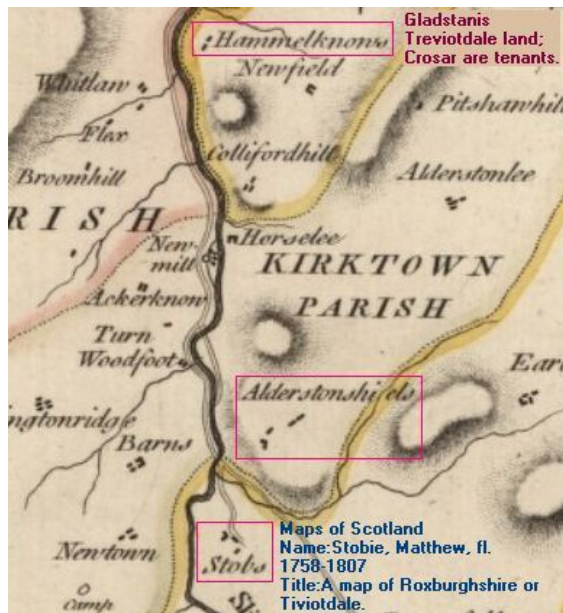 Gladstanis
Treviotdale land;
Crosar are tenants.
Hammelknows
Newfield
Whitlaw
Pitshawhill
Flex
Collifordhill
Alderstonlee
Broomhill
RISH
Horselee
New-
mill
KIRKTOWN
PARISH
Ackerknow
Turn
Woodfoot
Alderstonshiels
Earl
ingtonridge
Barns
Maps of Scotland
Name:Stobie, Matthew, fl.
1758-1807
Title:A map of Roxburghshire or
Tiviotdale.
Newtown
Stobs
Camp